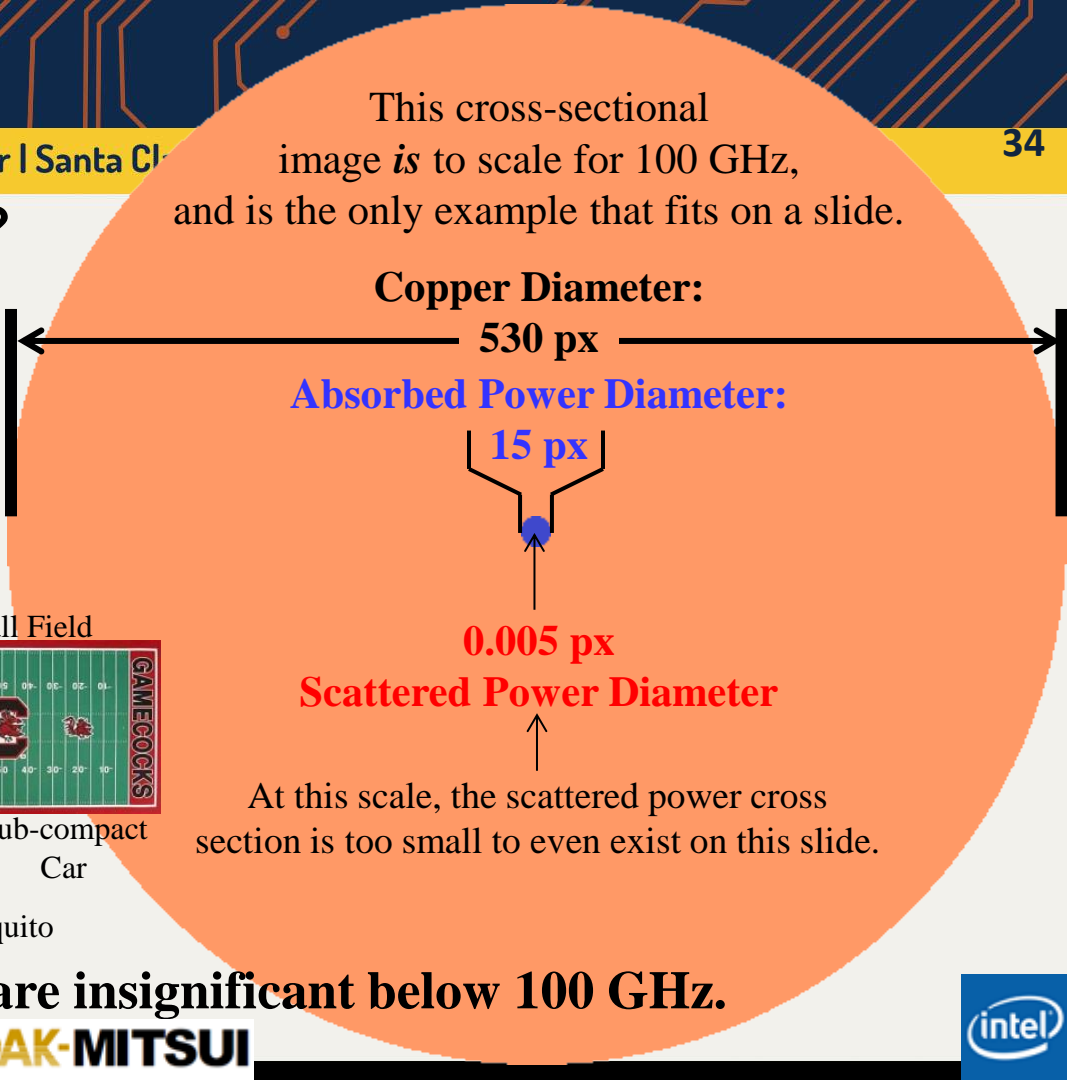 This cross-sectional
image is to scale for 100 GHz,
and is the only example that fits on a slide.
r | Santa Cl
34
?
Copper Diameter:
530 px
Absorbed Power Diameter:
15 px
0.005 px
Scattered Power Diameter
ll Field
GAMECOCKS
At this scale, the scattered power cross
section is too small to even exist on this slide.
ub-compact
Car
quito
are insignificant below 100 GHz.
AK-MITSUI
intel